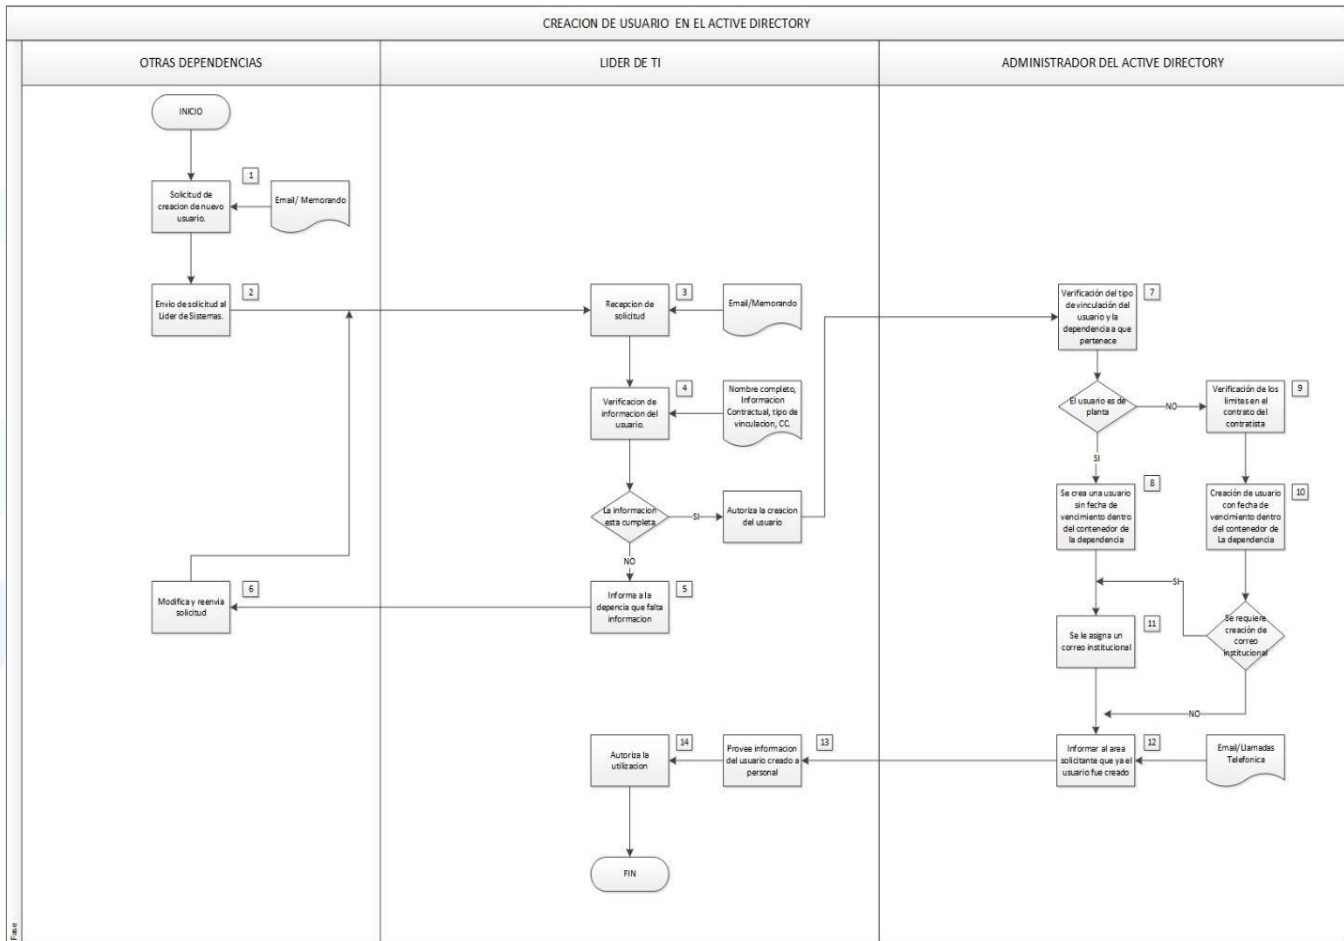 CREACION DE USUARIO EN EL ACTIVE DIRECTORY
OTRAS DEPENDENCIAS
LIDER DE TI
ADMINISTRADOR DEL ACTIVE DIRECTORY
INICIO
1
Solicitud de
creacion de nuevo
usuario.
Email/ Memorando
2
Envio de solicitud al
Lider de Sistemas.
3
Recepcion de
solicitud
Email/Memorando
4
Verificacion de
informacion del
usuario.
Nombre completo,
Informacion
Contractual, tipo de
vinculacion, CC.
La informacion
esta cumpleta
SI
Autoriza la creacion
del usuario
NO
5
Informa a la
depencia que falta
informacion
6
Modifica y reenvia
solicitud
7
Verificación del tipo
de vinculación del
usuario y la
dependencia a que
pertenece
El usuario es de
planta
NO
9
Verificación de los
limites en el
contrato del
contratista
SI
8
Se crea una usuario
sin fecha de
vencimiento dentro
del contenedor de
la dependencia
10
Creación de usuario
con fecha de
vencimiento dentro
del contenedor de
La dependencia
SI
Se requiere
creación de
correo
institucional
11
Se le asigna un
correo institucional
NO
12
Informar al area
solicitante que ya el
usuario fue creado
Email/Llamadas
Telefonica
13
Provee informacion
del usuario creado a
personal
14
Autoriza la
utilizacion
FIN
Fase